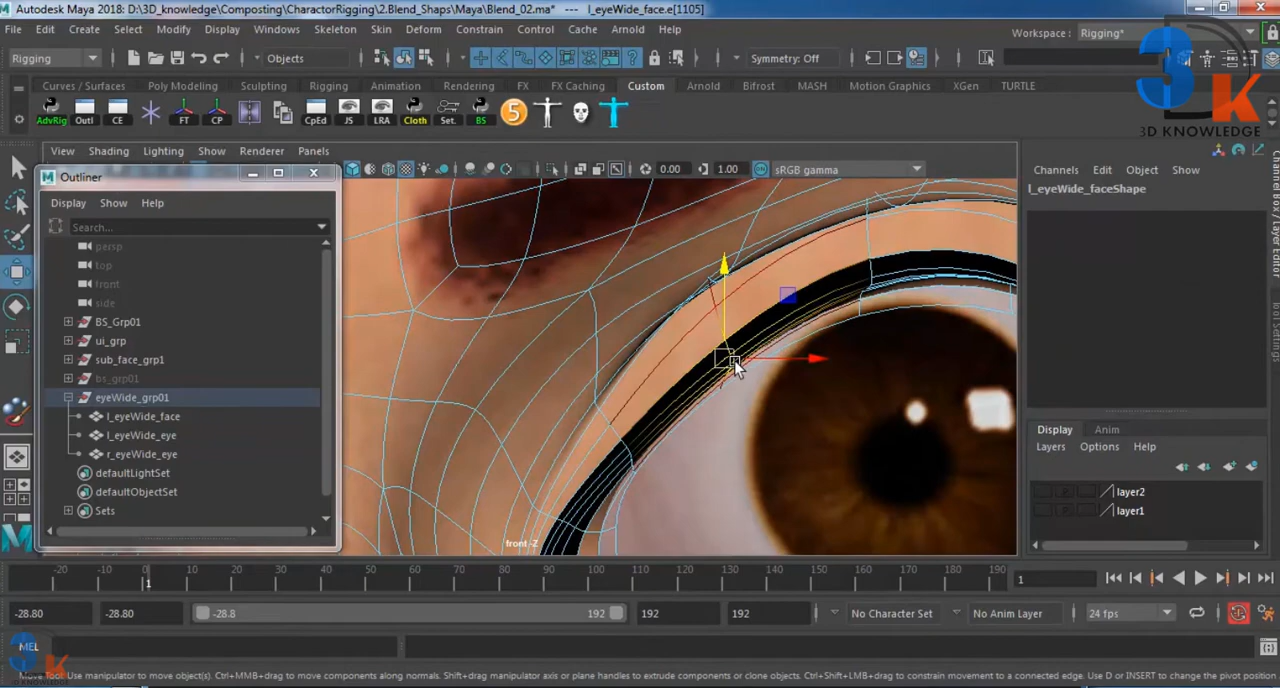 Autodesk Maya 2018: D:\3D_knowledge\Composting\CharactorRigging\2.Blend_Shaps\Maya\Blend_02.ma* --- l_eyeWide_face.e[1105]
File Edit Create Select Modify Display Windows Skeleton Skin Deform Constrain Control Cache Arnold Help
Workspace : Rigging*
Rigging Objects Symmetry: Off
Curves / Surfaces Poly Modeling Sculpting Rigging Animation Rendering FX FX Caching Custom Arnold Bifrost MASH Motion Graphics XGen TURTLE
AdvRig Outl CE FT CP CpEd JS LRA Cloth Set. BS
3DK
3D KNOWLEDGE
View Shading Lighting Show Renderer Panels
0.00 1.00 sRGB gamma
Outliner
Display Show Help
Search...
persp
top
front
side
BS_Grp01
ui_grp
sub_face_grp1
bs_grp01
eyeWide_grp01
l_eyeWide_face
l_eyeWide_eye
r_eyeWide_eye
defaultLightSet
defaultObjectSet
Sets
front -Z
Channels Edit Object Show
l_eyeWide_faceShape
Channel Box / Layer Editor
Display Anim
Layers Options Help
P layer2
P layer1
-20 -10 0 10 20 30 40 50 60 70 80 90 100 110 120 130 140 150 160 170 180 190
1
1
-28.80 -28.80 -28.8 192 192 192 No Character Set No Anim Layer 24 fps
MEL
3K
Move Tool: Use manipulator to move object(s). Ctrl+MMB+drag to move components along normals. Shift+drag manipulator axis or plane handles to extrude components or clone objects. Ctrl+Shift+LMB+drag to constrain movement to a connected edge. Use D or INSERT to change the pivot position